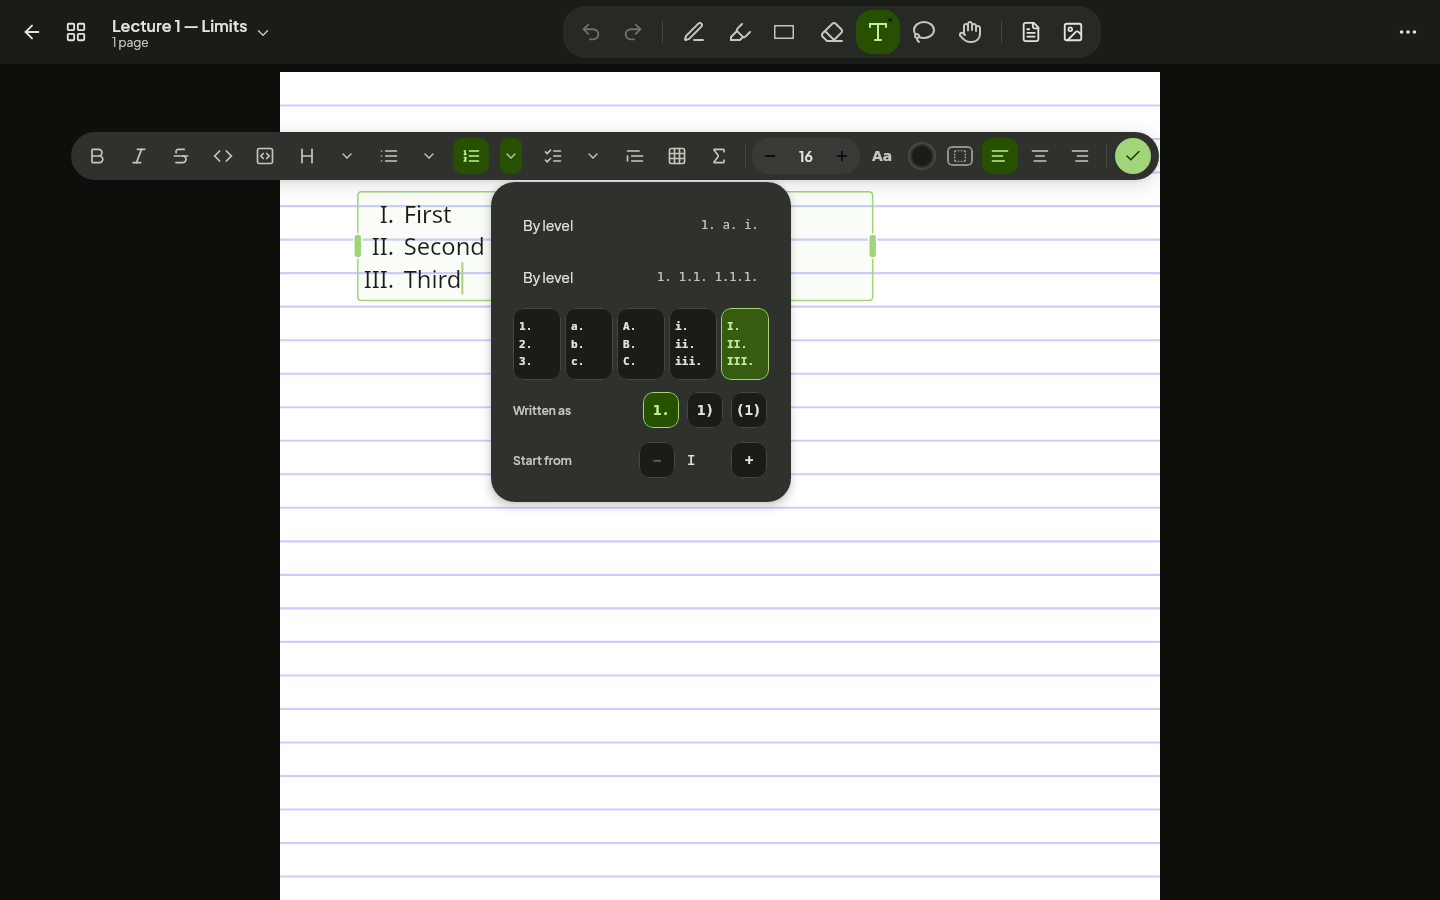 Lecture 1 — Limits
1 page
16
Aa
I. First
II. Second
III. Third
By level 1. a. i.
By level 1. 1.1. 1.1.1.
1. a. A. i. I.
2. b. B. ii. II.
3. c. C. iii. III.
Written as 1. 1) (1)
Start from − I +